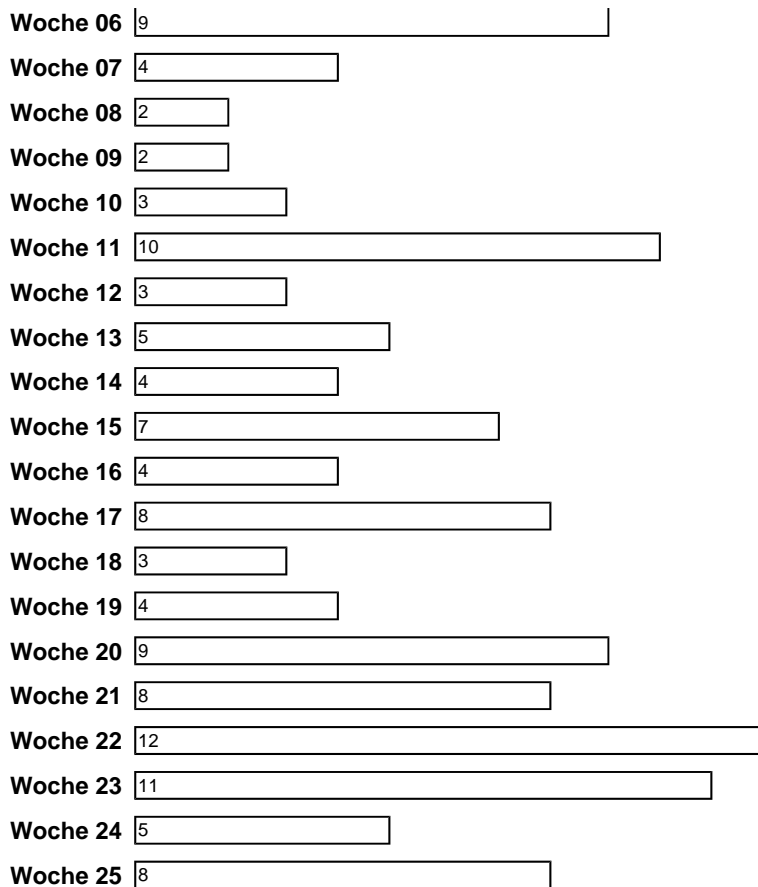 Woche 06 9
Woche 07 4
Woche 08 2
Woche 09 2
Woche 10 3
Woche 11 10
Woche 12 3
Woche 13 5
Woche 14 4
Woche 15 7
Woche 16 4
Woche 17 8
Woche 18 3
Woche 19 4
Woche 20 9
Woche 21 8
Woche 22 12
Woche 23 11
Woche 24 5
Woche 25 8